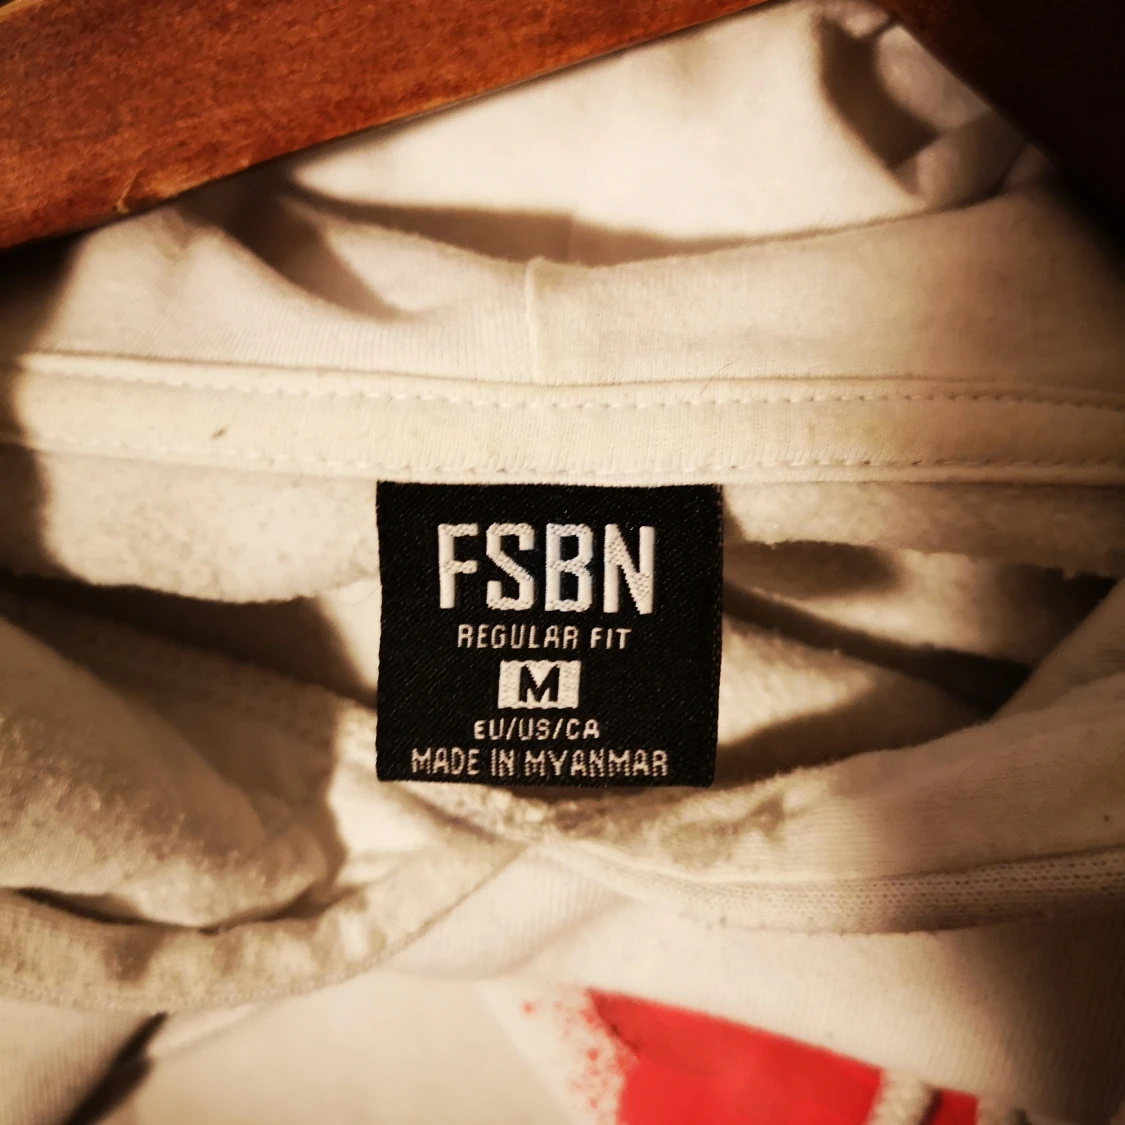 FSBN
REGULAR FIT
M
EU/US/CA
MADE IN MYANMAR